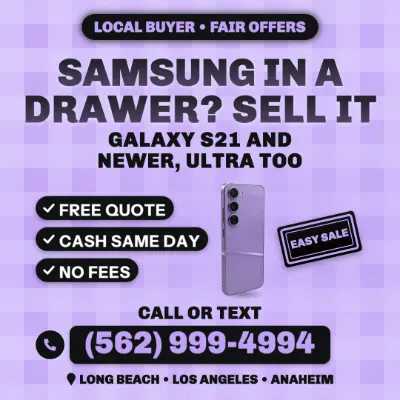 LOCAL BUYER • FAIR OFFERS
SAMSUNG IN A
DRAWER? SELL IT
GALAXY S21 AND
NEWER, ULTRA TOO
FREE QUOTE
CASH SAME DAY
NO FEES
EASY SALE
CALL OR TEXT
(562) 999-4994
LONG BEACH • LOS ANGELES • ANAHEIM